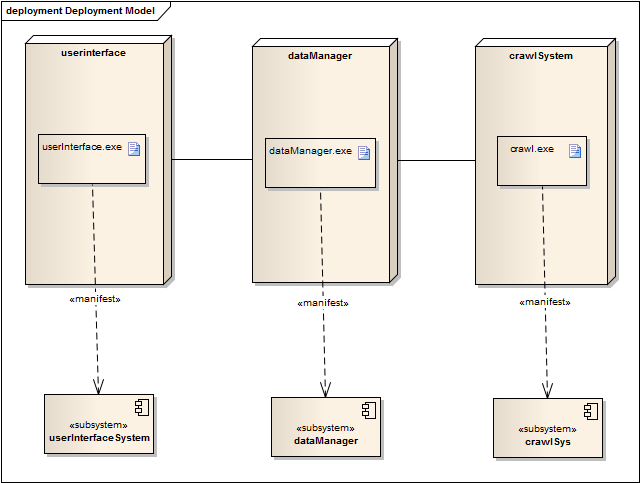 deployment Deployment Model
userinterface
dataManager
crawlSystem
userInterface.exe
dataManager.exe
crawl.exe
«manifest»
«manifest»
«manifest»
«subsystem»
userInterfaceSystem
«subsystem»
dataManager
«subsystem»
crawlSys